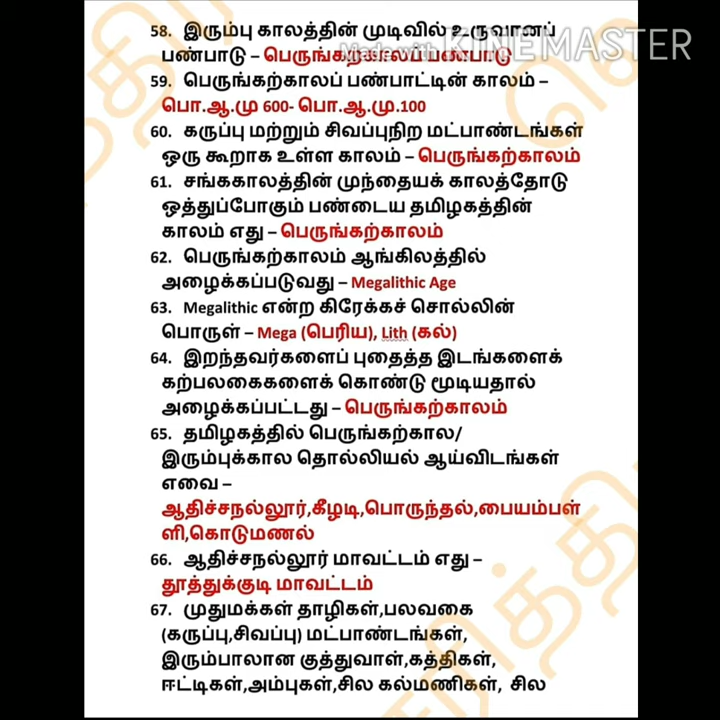 Made with KINEMASTER
58. இரும்பு காலத்தின் முடிவில் உருவானப்
பண்பாடு – பெருங்கற்காலப் பண்பாடு
59. பெருங்கற்காலப் பண்பாட்டின் காலம் –
பொ.ஆ.மு 600- பொ.ஆ.மு.100
60. கருப்பு மற்றும் சிவப்புநிற மட்பாண்டங்கள்
ஒரு கூறாக உள்ள காலம் – பெருங்கற்காலம்
61. சங்ககாலத்தின் முந்தையக் காலத்தோடு
ஒத்துப்போகும் பண்டைய தமிழகத்தின்
காலம் எது – பெருங்கற்காலம்
62. பெருங்கற்காலம் ஆங்கிலத்தில்
அழைக்கப்படுவது – Megalithic Age
63. Megalithic என்ற கிரேக்கச் சொல்லின்
பொருள் – Mega (பெரிய), Lith (கல்)
64. இறந்தவர்களைப் புதைத்த இடங்களைக்
கற்பலகைகளைக் கொண்டு மூடியதால்
அழைக்கப்பட்டது – பெருங்கற்காலம்
65. தமிழகத்தில் பெருங்கற்கால/
இரும்புக்கால தொல்லியல் ஆய்விடங்கள்
எவை –
ஆதிச்சநல்லூர்,கீழடி,பொருந்தல்,பையம்பள்
ளி,கொடுமணல்
66. ஆதிச்சநல்லூர் மாவட்டம் எது –
தூத்துக்குடி மாவட்டம்
67. முதுமக்கள் தாழிகள்,பலவகை
(கருப்பு,சிவப்பு) மட்பாண்டங்கள்,
இரும்பாலான குத்துவாள்,கத்திகள்,
ஈட்டிகள்,அம்புகள்,சில கல்மணிகள், சில